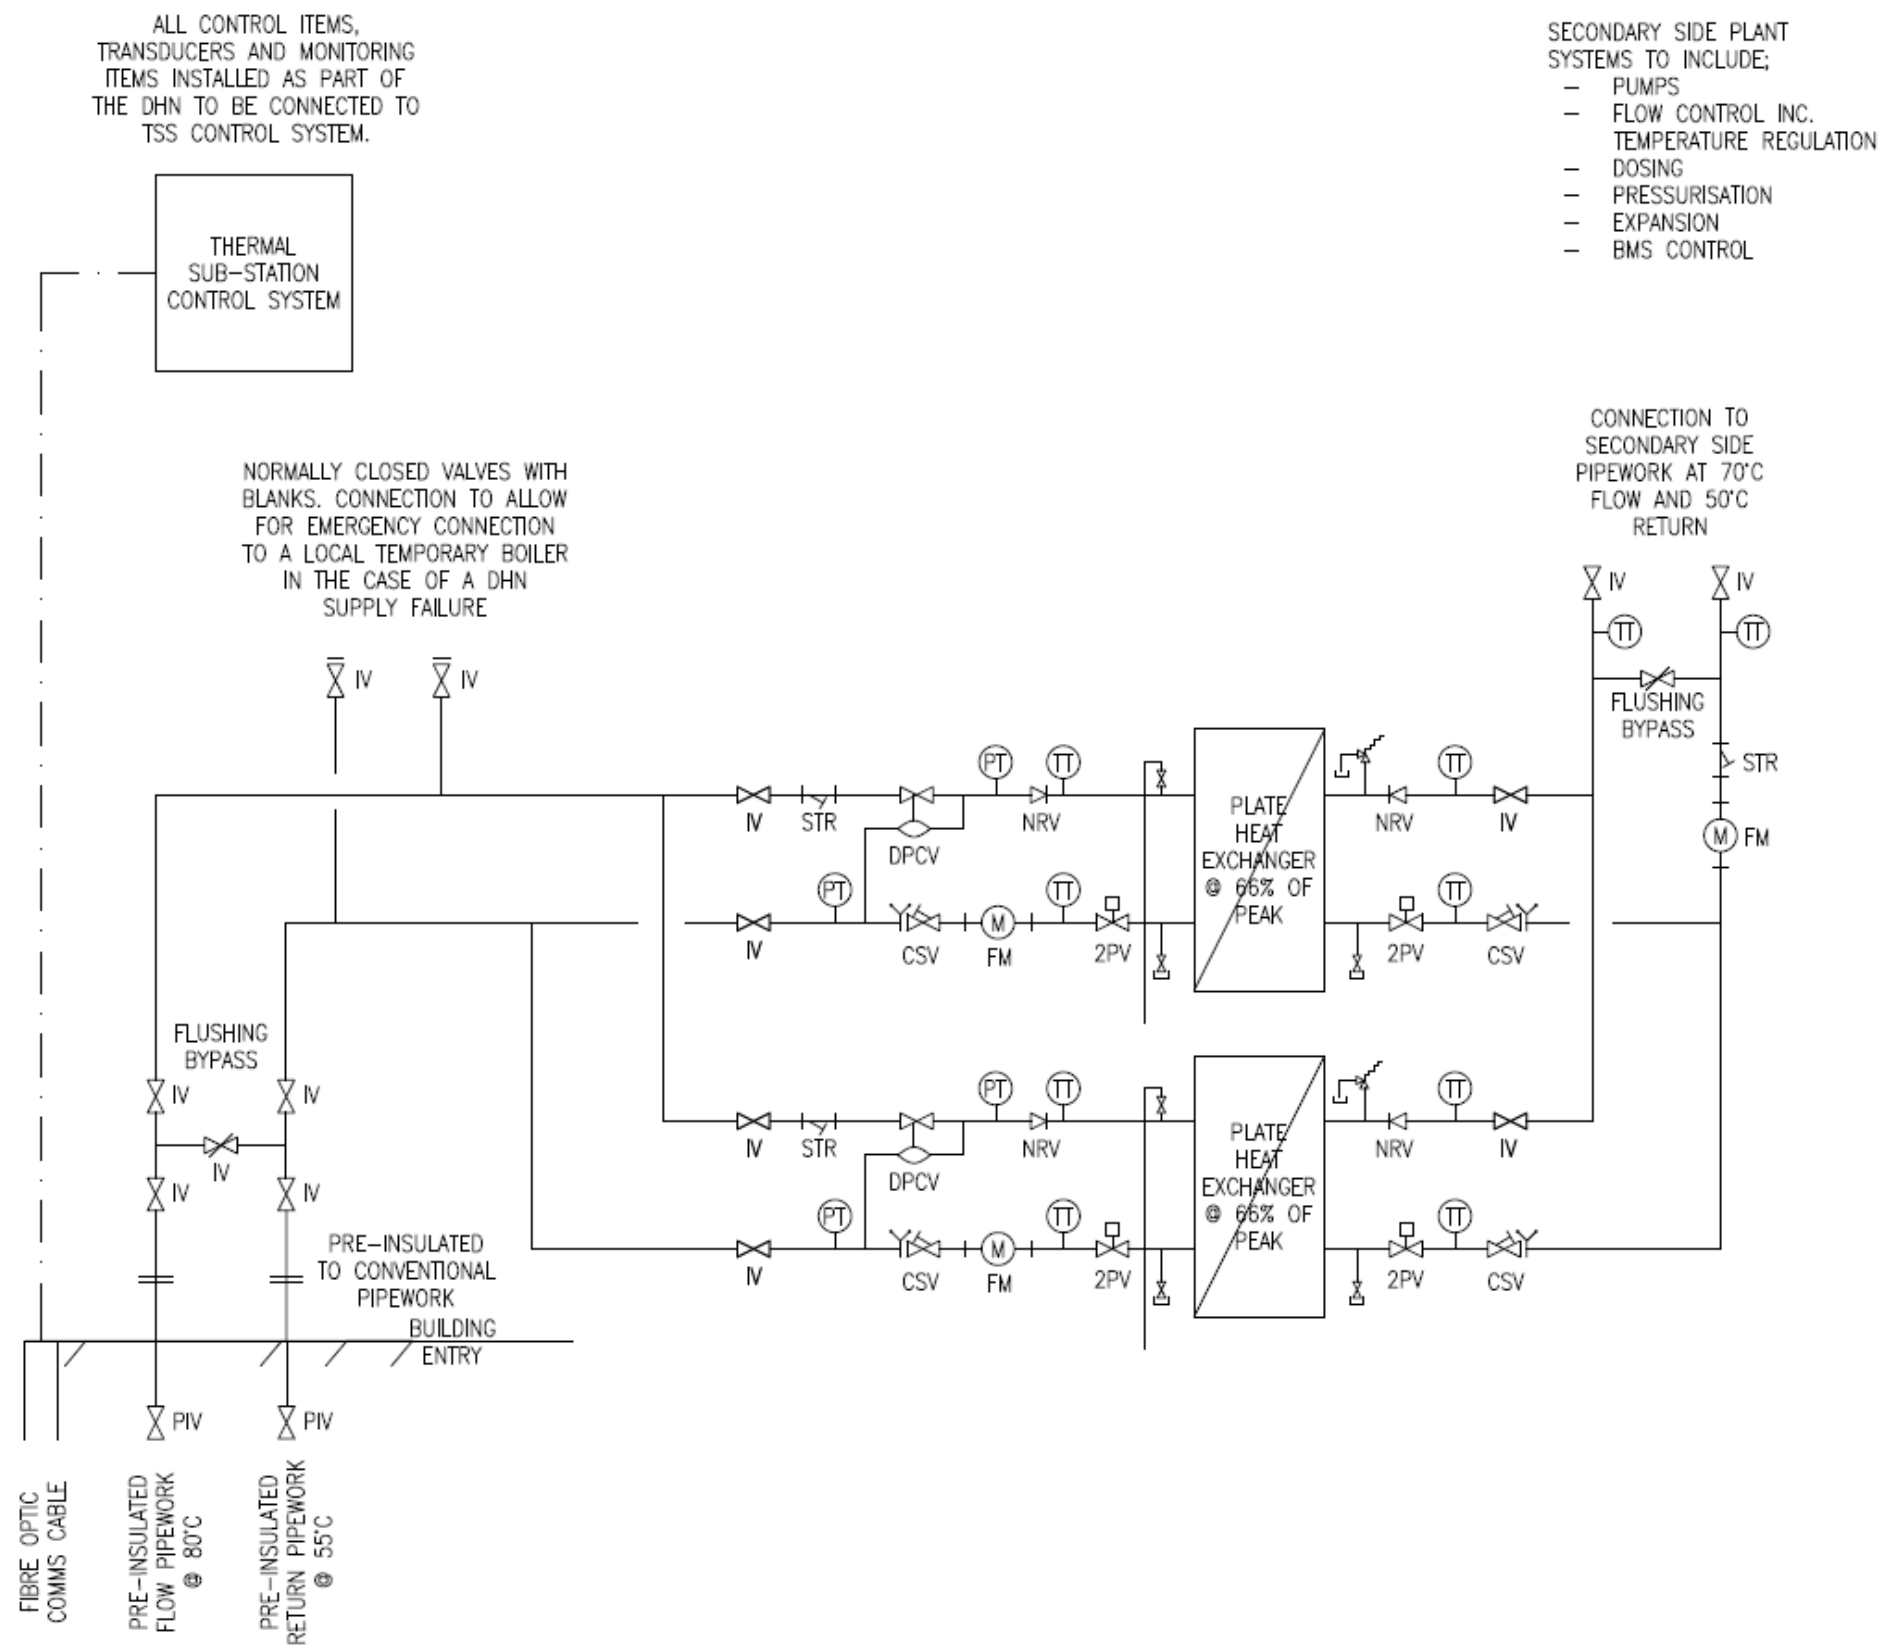 ALL CONTROL ITEMS,
TRANSDUCERS AND MONITORING
ITEMS INSTALLED AS PART OF
THE DHN TO BE CONNECTED TO
TSS CONTROL SYSTEM.
SECONDARY SIDE PLANT
SYSTEMS TO INCLUDE;
– PUMPS
– FLOW CONTROL INC.
TEMPERATURE REGULATION
– DOSING
– PRESSURISATION
– EXPANSION
– BMS CONTROL
THERMAL
SUB–STATION
CONTROL SYSTEM
NORMALLY CLOSED VALVES WITH
BLANKS. CONNECTION TO ALLOW
FOR EMERGENCY CONNECTION
TO A LOCAL TEMPORARY BOILER
IN THE CASE OF A DHN
SUPPLY FAILURE
CONNECTION TO
SECONDARY SIDE
PIPEWORK AT 70°C
FLOW AND 50°C
RETURN
IV
IV
TT
TT
IV
IV
FLUSHING
BYPASS
STR
M
FM
PT
TT
TT
IV
STR
DPCV
NRV
NRV
IV
PLATE
HEAT
EXCHANGER
@ 66% OF
PEAK
PT
TT
TT
M
IV
CSV
FM
2PV
2PV
CSV
FLUSHING
BYPASS
IV
IV
IV
IV
IV
PT
TT
TT
IV
STR
DPCV
NRV
NRV
IV
PLATE
HEAT
EXCHANGER
@ 66% OF
PEAK
PT
TT
TT
M
IV
CSV
FM
2PV
2PV
CSV
PRE–INSULATED
TO CONVENTIONAL
PIPEWORK
BUILDING
ENTRY
PIV
PIV
FIBRE OPTIC
COMMS CABLE
PRE–INSULATED
FLOW PIPEWORK
@ 80°C
PRE–INSULATED
RETURN PIPEWORK
@ 55°C